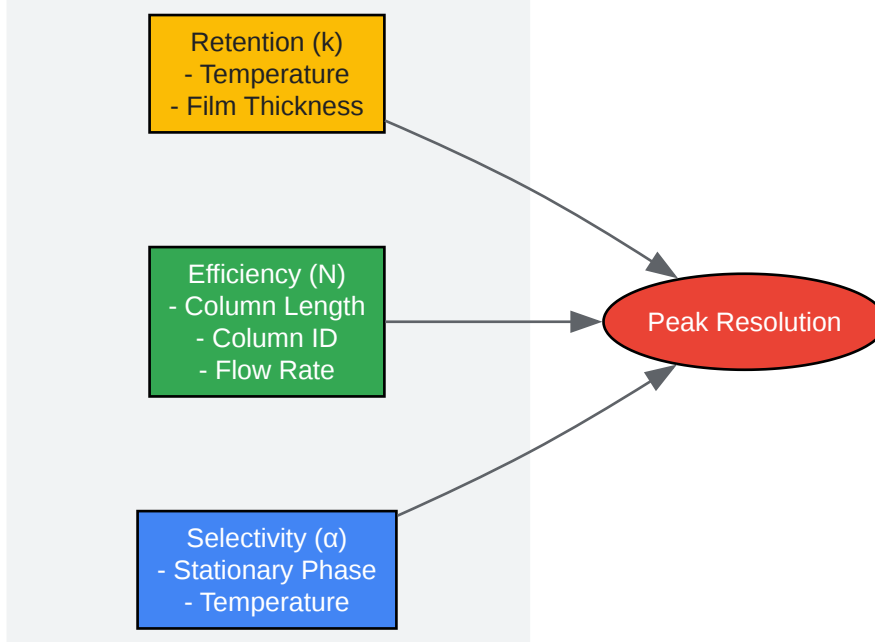 Retention (k)
- Temperature
- Film Thickness
Efficiency (N)
- Column Length
- Column ID
- Flow Rate
Peak Resolution
Selectivity (α)
- Stationary Phase
- Temperature